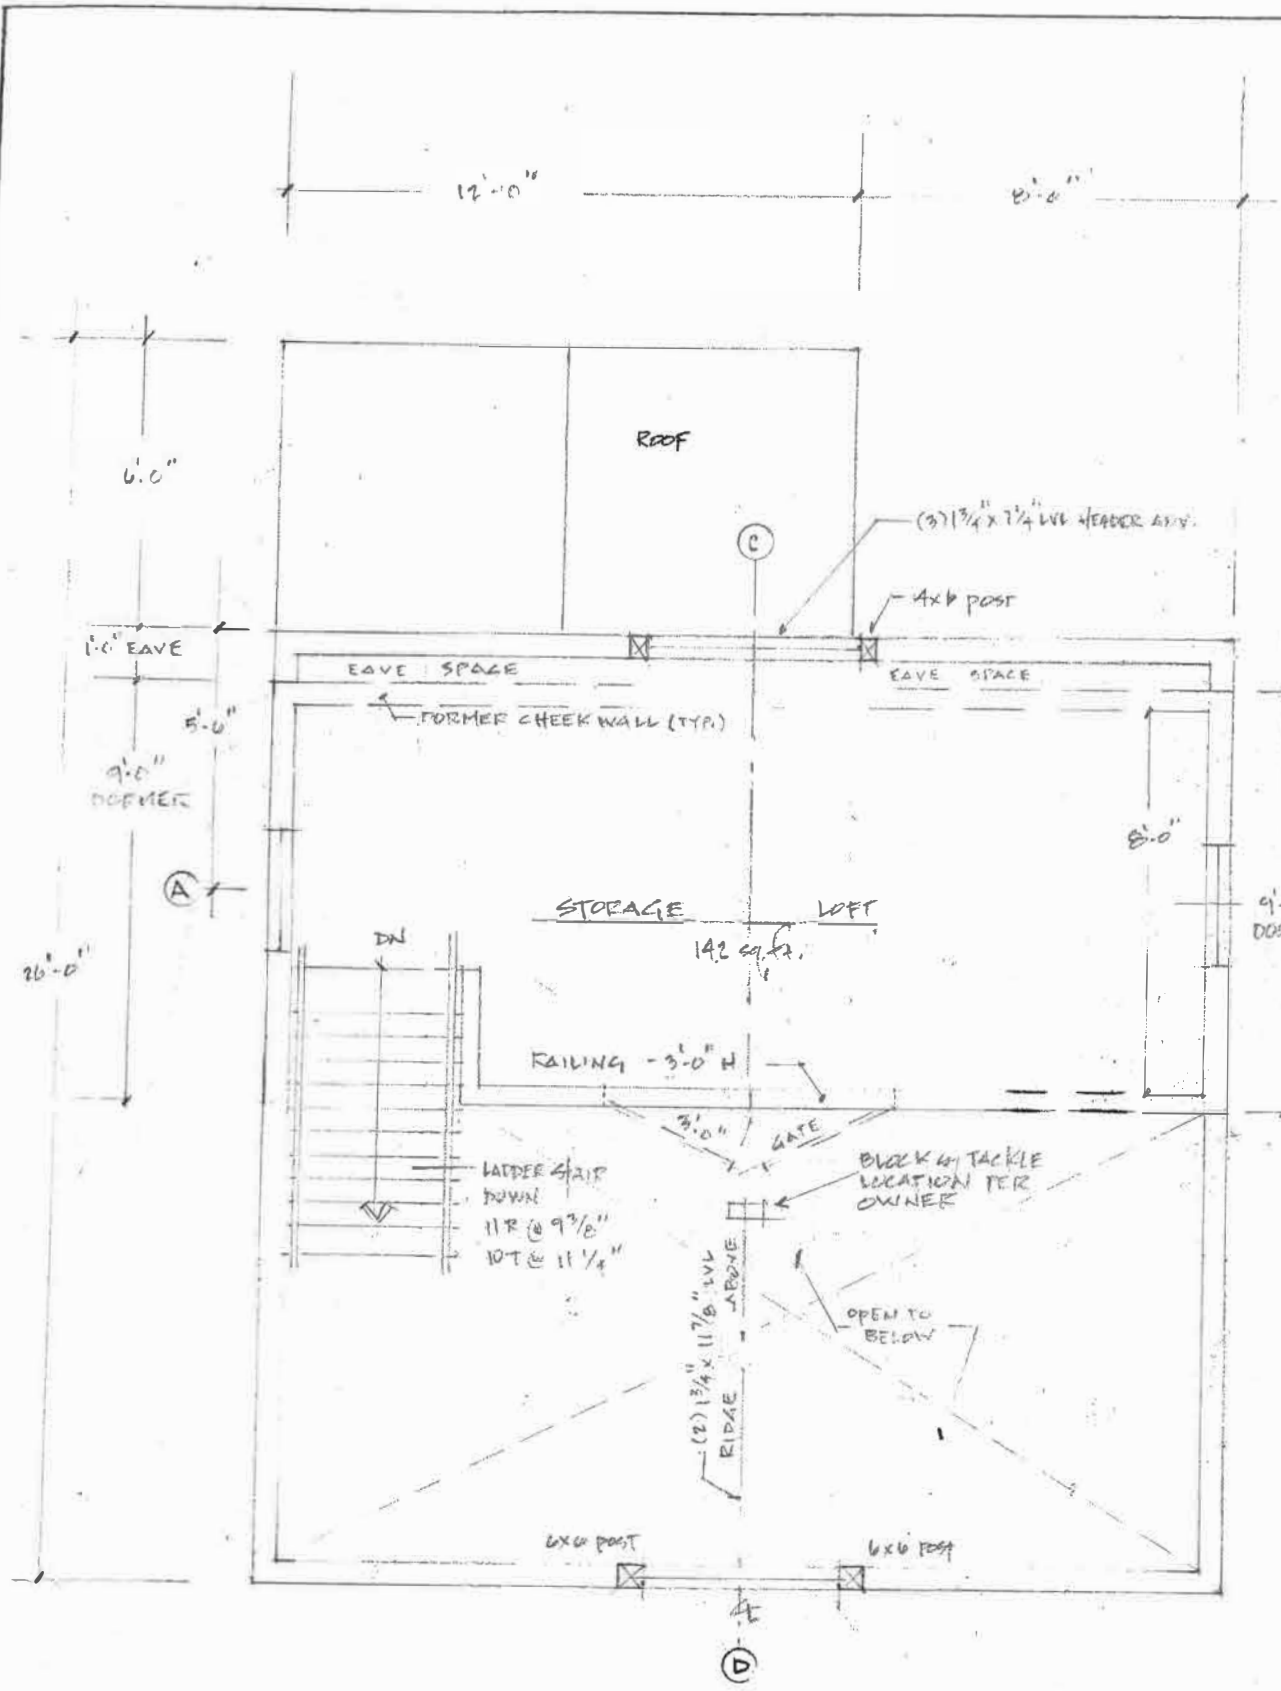 12'-0"
8'-0"
6'-0"
ROOF
C
(3) 1 3/4" x 7 1/4" LVL HEADER
4x6 POST
1'-0" EAVE
EAVE SPACE
EAVE SPACE
DORMER CHEEK WALL (TYP.)
5'-6"
9'-0"
DORMER
8'-0"
A
STORAGE LOFT
142 sq. ft.
9'-
DN
26'-0"
RAILING - 3'-0" H
3'-0"
GATE
BLOCK & TACKLE
LOCATION PER
OWNER
LADDER STAIR
DOWN
11 R @ 9 3/8"
10 T @ 11 1/4"
(2) 1 3/4" x 11 7/8" LVL
RIDGE ABOVE
OPEN TO
BELOW
6x6 POST
6x6 POST
D